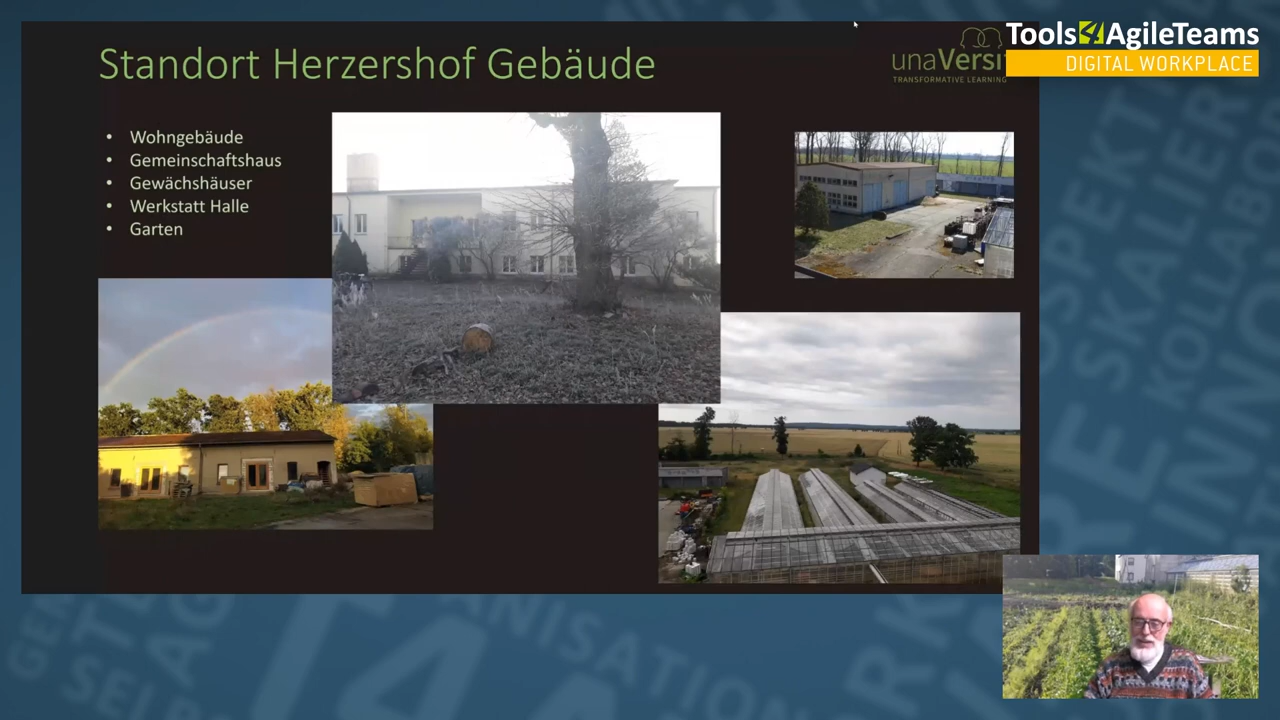 Standort Herzershof Gebäude
unaVersi
TRANSFORMATIVE LEARNING
Tools4AgileTeams
DIGITAL WORKPLACE
• Wohngebäude
• Gemeinschaftshaus
• Gewächshäuser
• Werkstatt Halle
• Garten